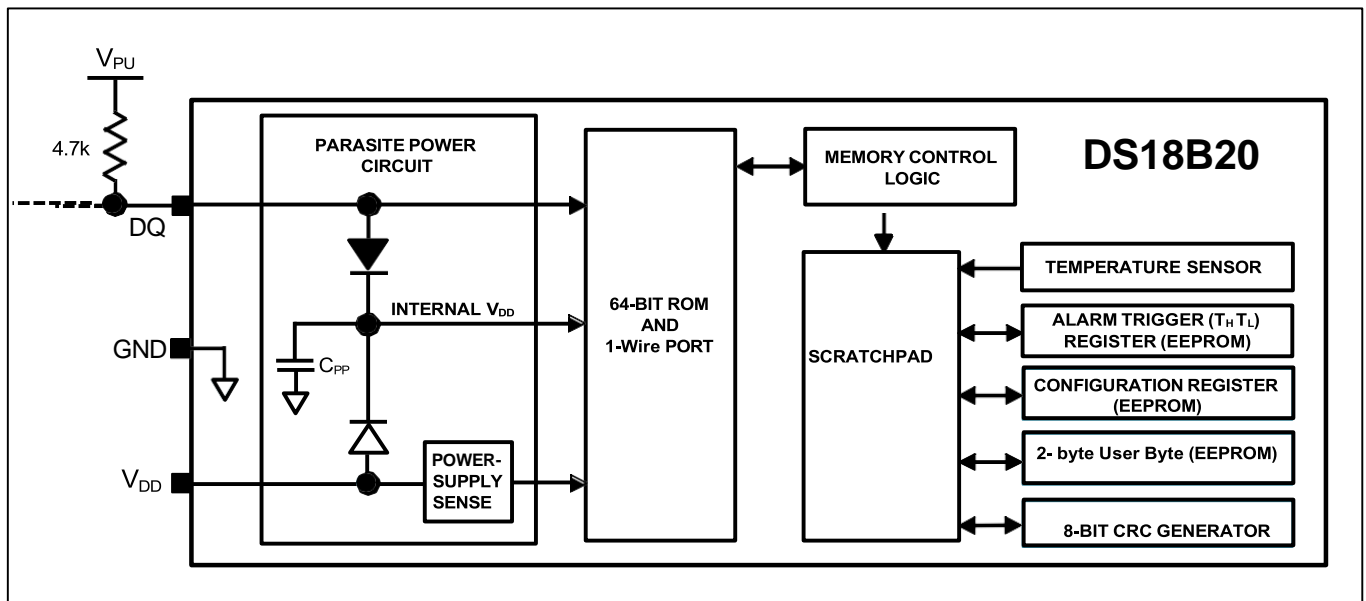 V_PU
4.7k
DQ
GND
V_DD
PARASITE POWER
CIRCUIT
INTERNAL V_DD
C_PP
POWER-
SUPPLY
SENSE
64-BIT ROM
AND
1-Wire PORT
MEMORY CONTROL
LOGIC
SCRATCHPAD
DS18B20
TEMPERATURE SENSOR
ALARM TRIGGER (T_H T_L)
REGISTER (EEPROM)
CONFIGURATION REGISTER
(EEPROM)
2- byte User Byte (EEPROM)
8-BIT CRC GENERATOR